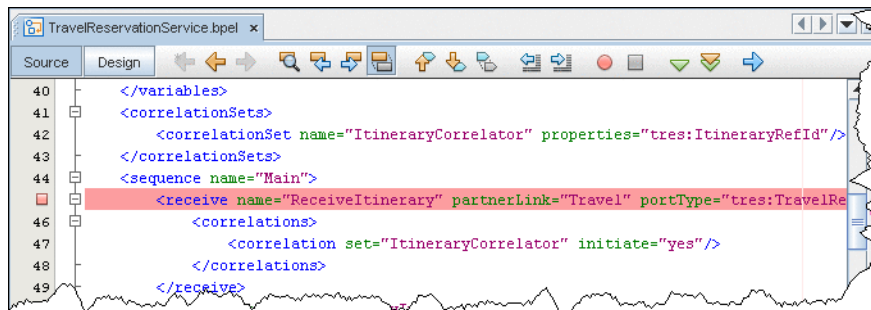 TravelReservationService.bpel x
Source Design
40 </variables>
41 <correlationSets>
42 <correlationSet name="ItineraryCorrelator" properties="tres:ItineraryRefId"/>
43 </correlationSets>
44 <sequence name="Main">
<receive name="ReceiveItinerary" partnerLink="Travel" portType="tres:TravelRe
46 <correlations>
47 <correlation set="ItineraryCorrelator" initiate="yes"/>
48 </correlations>
49 </receive>